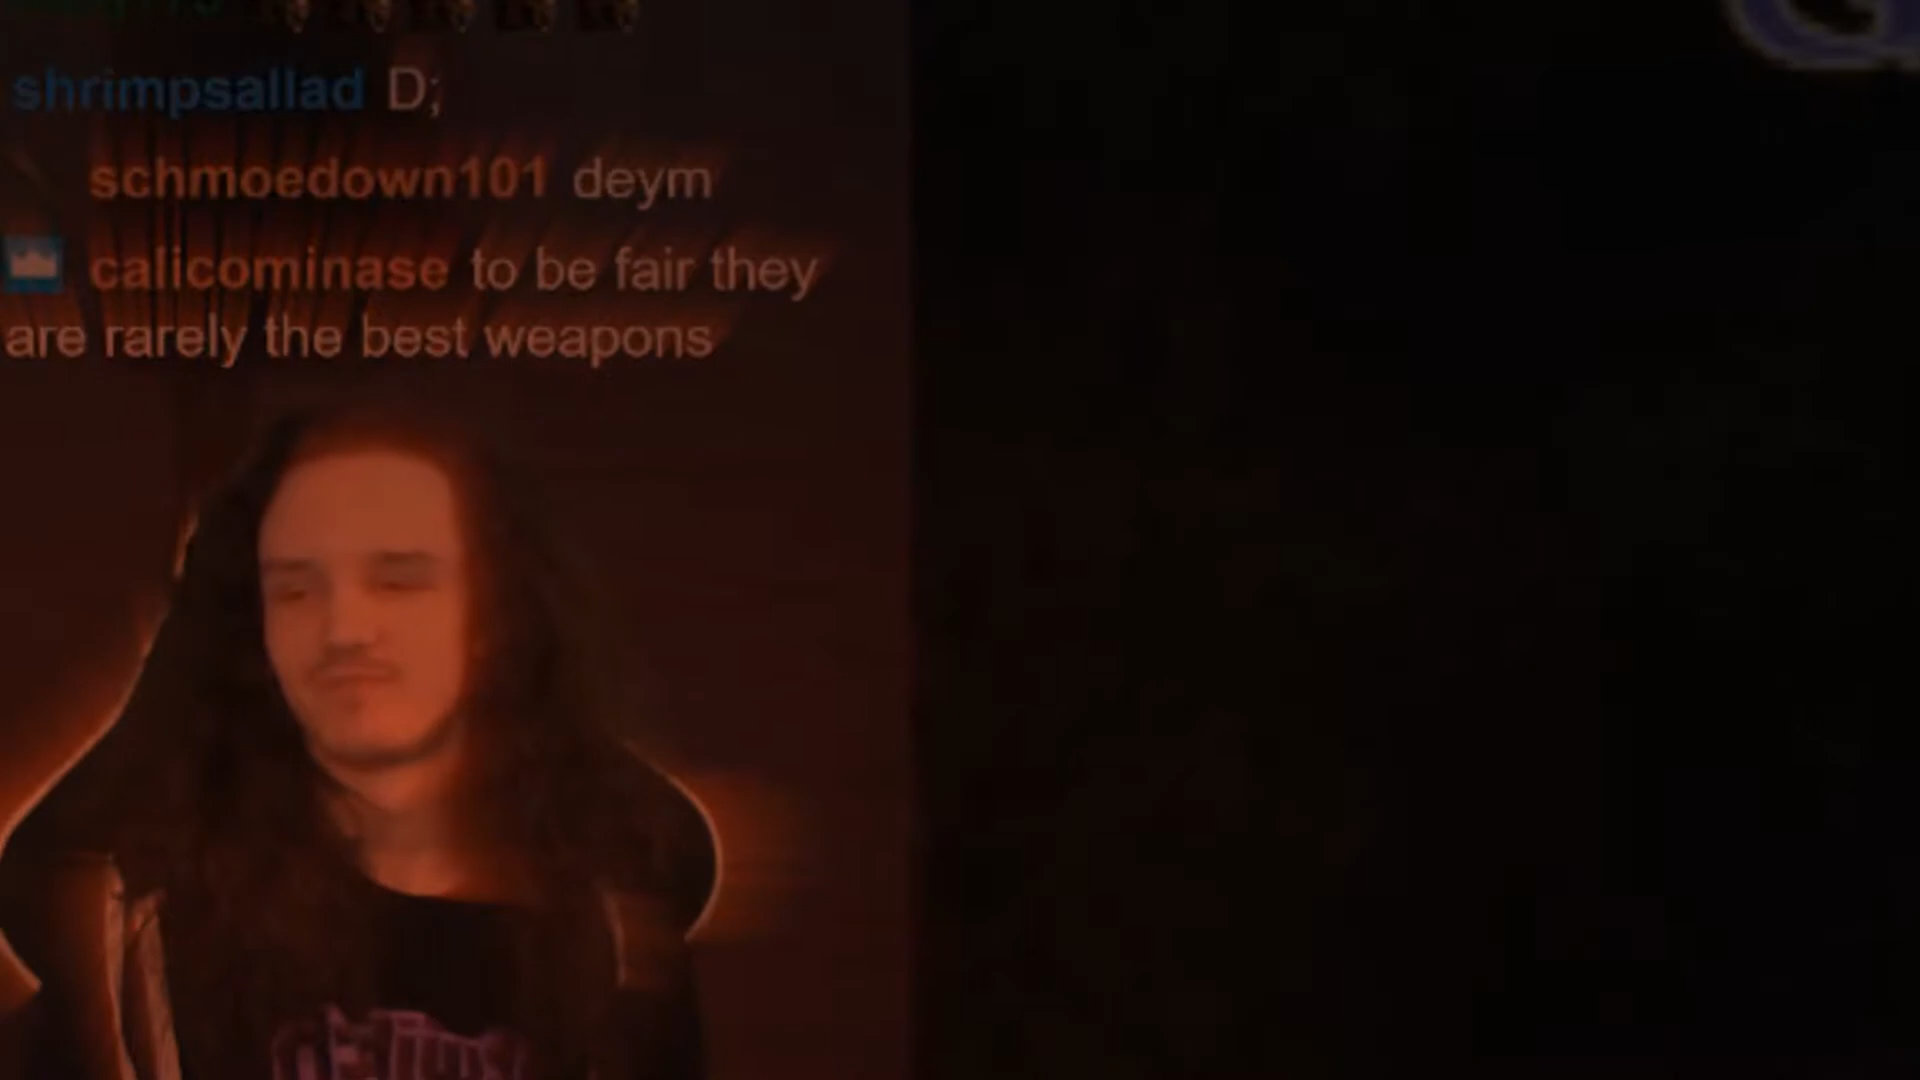 shrimpsallad D;
schmoedown101 deym
calicominase to be fair they
are rarely the best weapons